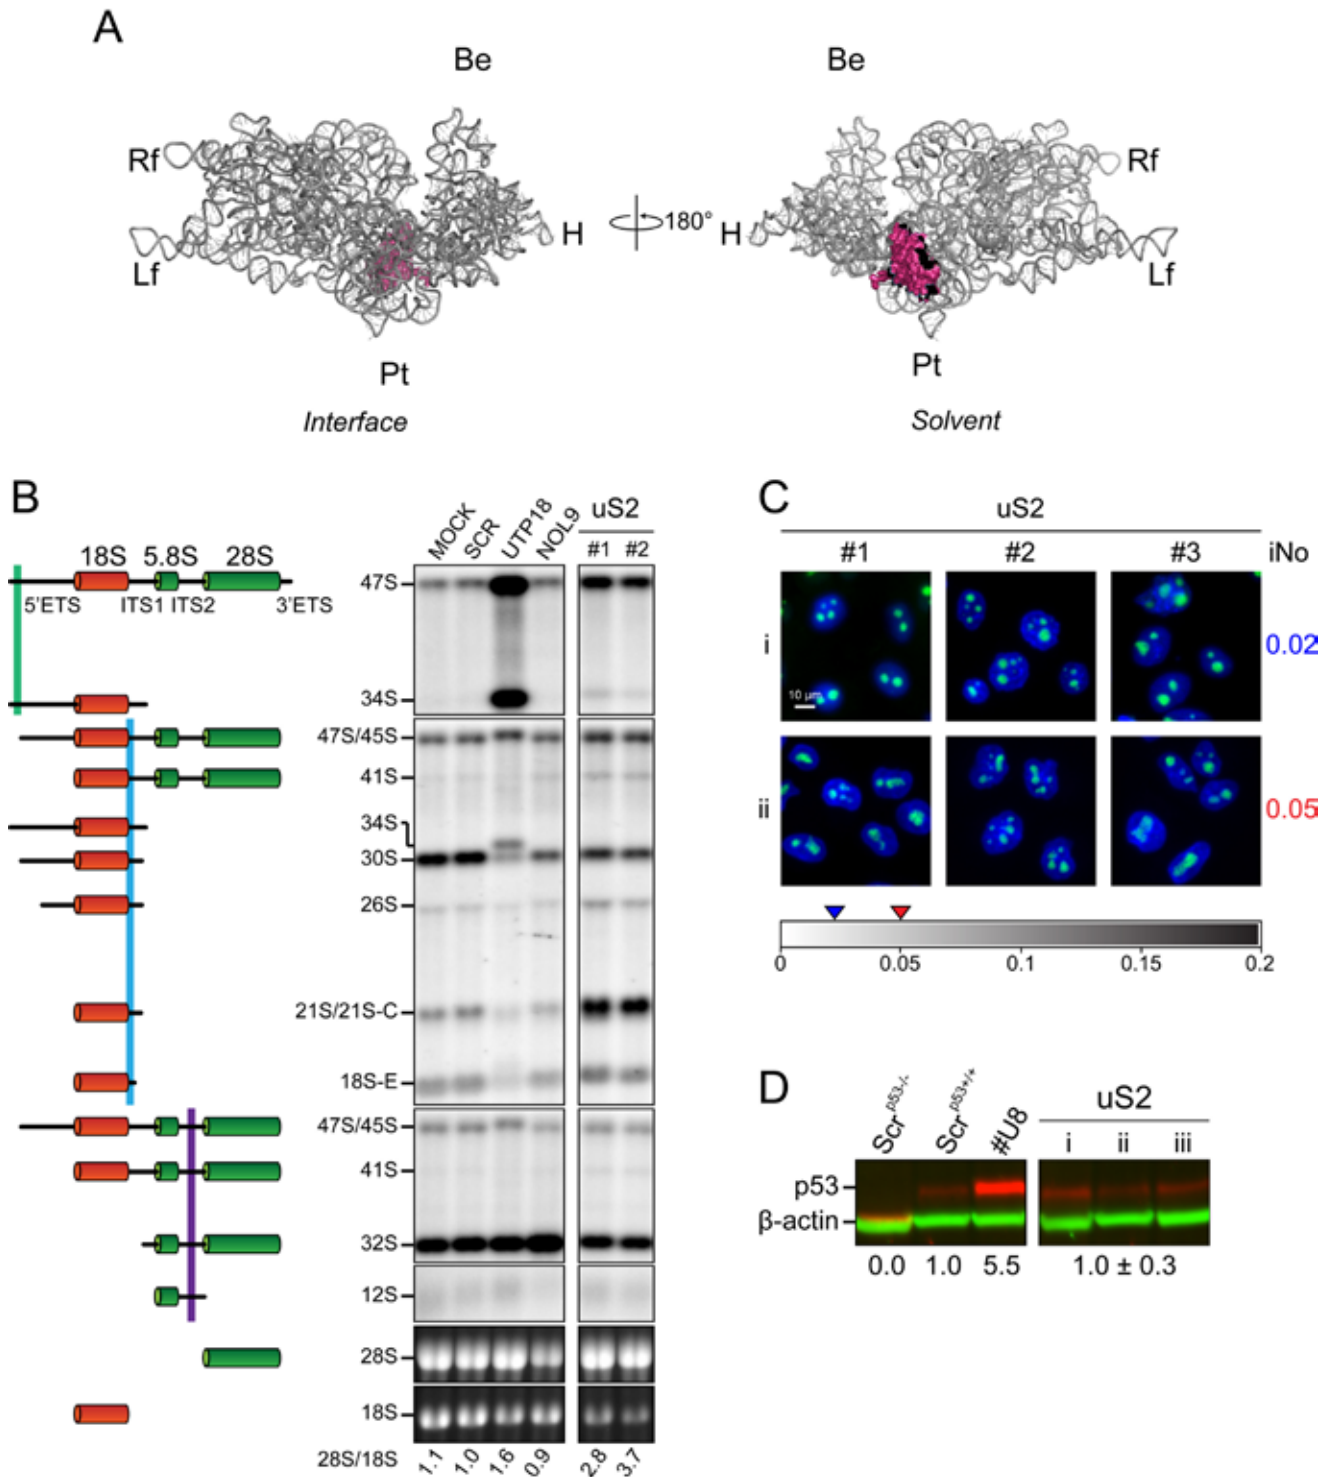 A
Be
Be
Rf
Rf
H
180°
H
Lf
Lf
Pt
Pt
Interface
Solvent
B
MOCK
SCR
UTP18
NOL9
uS2
#1 #2
18S 5.8S 28S
5'ETS ITS1 ITS2 3'ETS
47S
34S
47S/45S
41S
34S
30S
26S
21S/21S-C
18S-E
47S/45S
41S
32S
12S
28S
18S
28S/18S 1.1 1.0 1.6 0.9 2.8 3.7
C
uS2
#1 #2 #3 iNo
i
10 µm
0.02
ii
0.05
0 0.05 0.1 0.15 0.2
D
Scr p53-/-
Scr p53+/+
#U8
uS2
i ii iii
p53
β-actin
0.0 1.0 5.5 1.0 ± 0.3